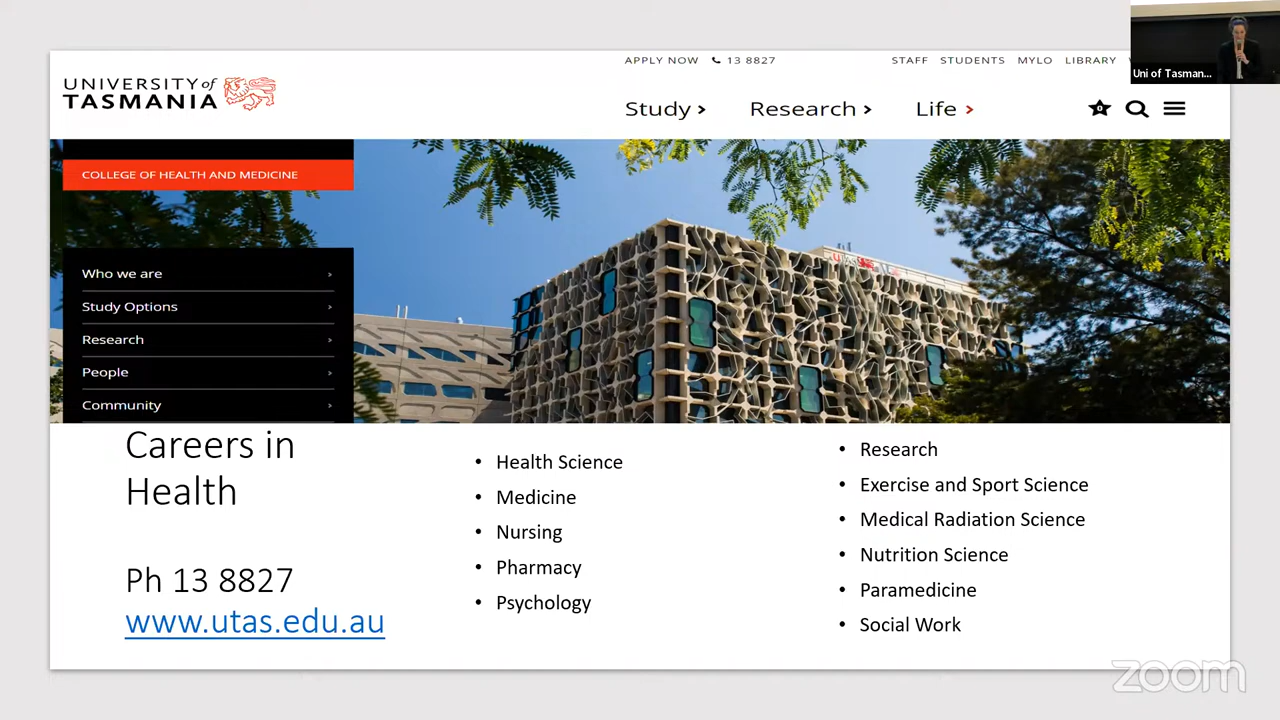 UNIVERSITY of
TASMANIA
APPLY NOW 13 8827
STAFF STUDENTS MYLO LIBRARY
Uni of Tasman...
Study Research Life
0
COLLEGE OF HEALTH AND MEDICINE
Who we are
Study Options
Research
People
Community
Careers in
Health
Ph 13 8827
www.utas.edu.au
• Health Science
• Medicine
• Nursing
• Pharmacy
• Psychology
• Research
• Exercise and Sport Science
• Medical Radiation Science
• Nutrition Science
• Paramedicine
• Social Work
zoom